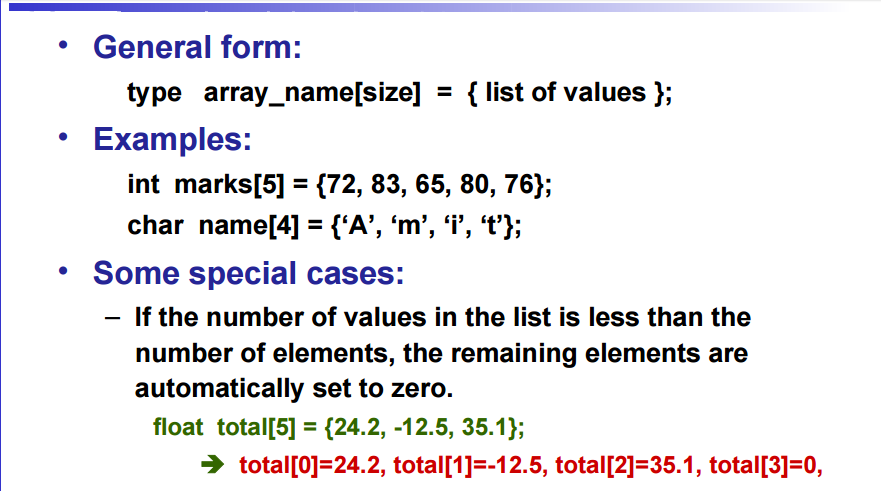 • General form:
type array_name[size] = { list of values };
• Examples:
int marks[5] = {72, 83, 65, 80, 76};
char name[4] = {‘A’, ‘m’, ‘i’, ‘t’};
• Some special cases:
– If the number of values in the list is less than the
number of elements, the remaining elements are
automatically set to zero.
float total[5] = {24.2, -12.5, 35.1};
➔ total[0]=24.2, total[1]=-12.5, total[2]=35.1, total[3]=0,